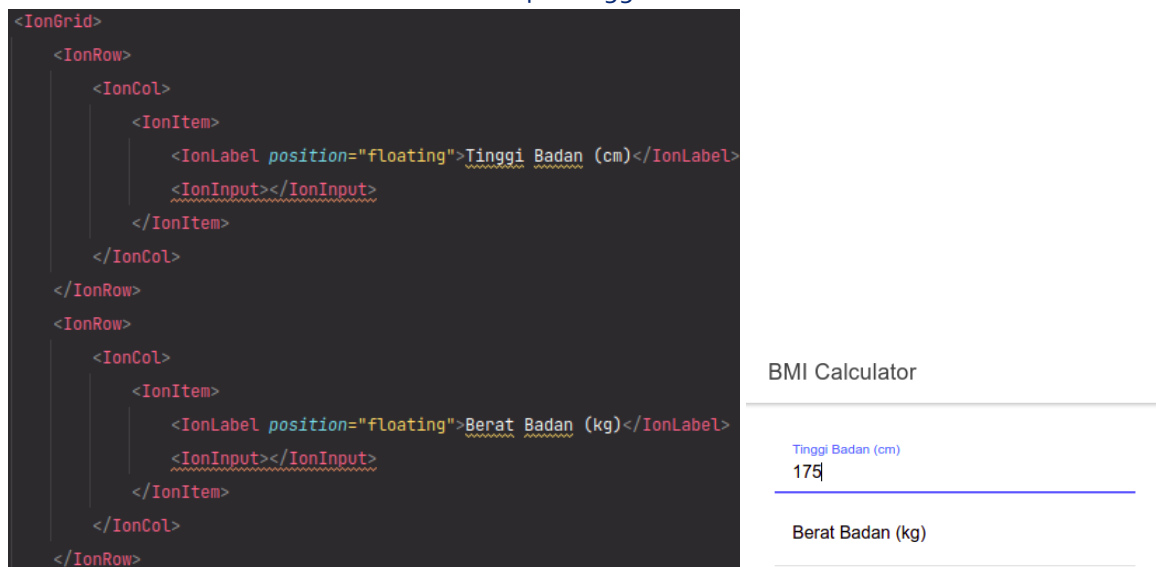 <IonGrid>
<IonRow>
<IonCol>
<IonItem>
<IonLabel position="floating">Tinggi Badan (cm)</IonLabel>
<IonInput></IonInput>
</IonItem>
</IonCol>
</IonRow>
<IonRow>
<IonCol>
<IonItem>
<IonLabel position="floating">Berat Badan (kg)</IonLabel>
<IonInput></IonInput>
</IonItem>
</IonCol>
</IonRow>
BMI Calculator
Tinggi Badan (cm)
175
Berat Badan (kg)